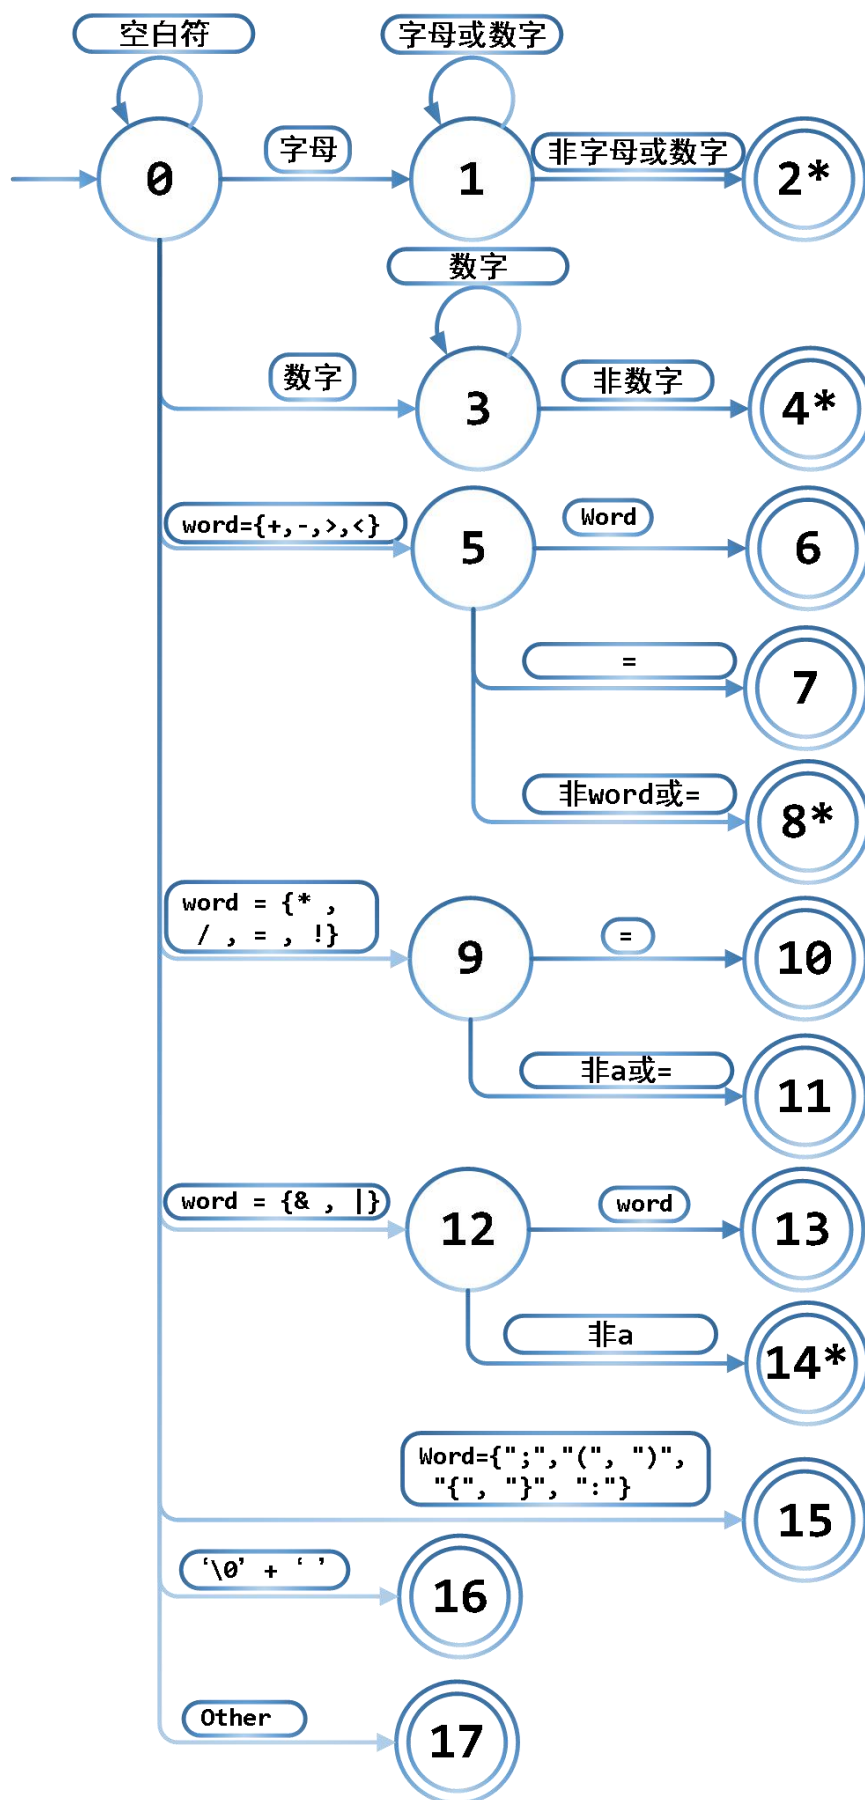 空白符
字母或数字
0
字母
1
非字母或数字
2*
数字
数字
3
非数字
4*
word={+,-,>,<}
5
Word
6
=
7
非word或=
8*
word = {* ,
/ , = , !}
9
=
10
非a或=
11
word = {& , |}
12
word
13
非a
14*
Word={";","(", ")",
"{", "}", ":"}
15
‘\0’ + ‘ ’
16
Other
17